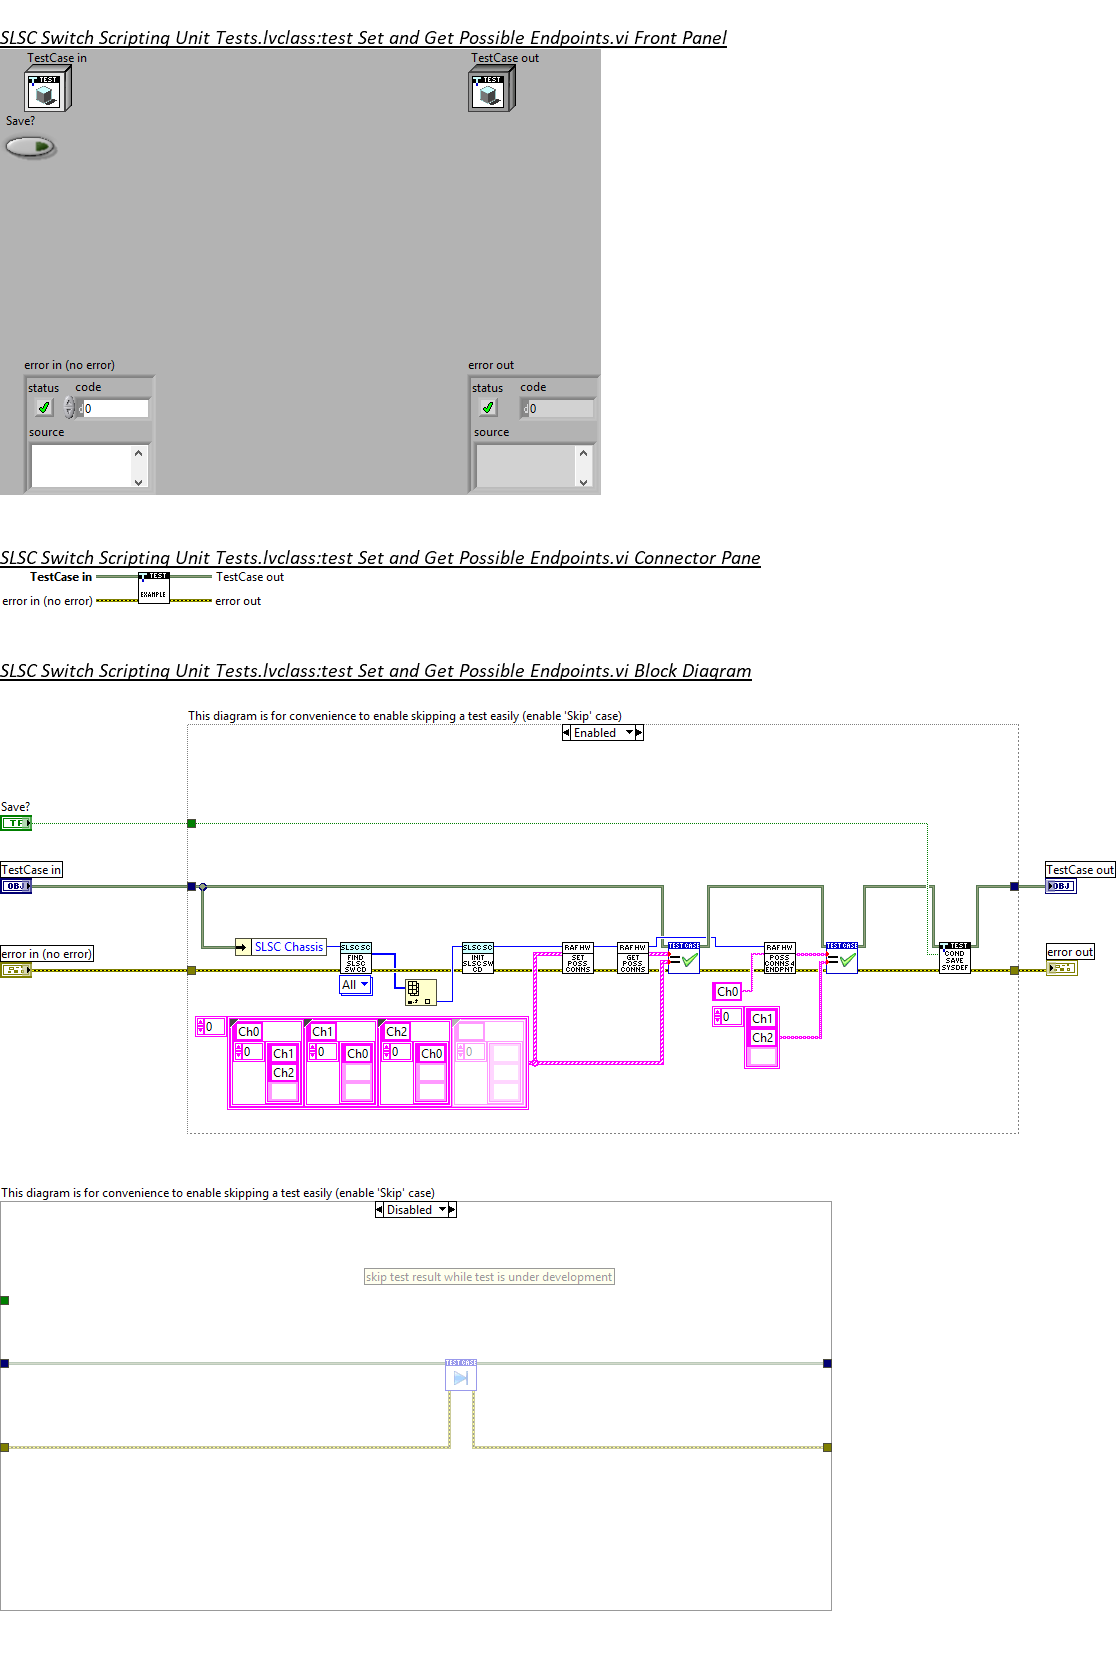 SLSC Switch Scripting Unit Tests.lvclass:test Set and Get Possible Endpoints.vi Front Panel
TestCase in
TestCase out
TEST
TEST
Save?
error in (no error)
error out
status code
status code
0
0
source
source
SLSC Switch Scripting Unit Tests.lvclass:test Set and Get Possible Endpoints.vi Connector Pane
TestCase in
TEST
TestCase out
error in (no error)
EXAMPLE
error out
SLSC Switch Scripting Unit Tests.lvclass:test Set and Get Possible Endpoints.vi Block Diagram
This diagram is for convenience to enable skipping a test easily (enable 'Skip' case)
Enabled
Save?
TF
TestCase in
OBJ
TestCase out
OBJ
error in (no error)
error out
SLSC Chassis
SLSC SC
FIND
SLSC
SW CD
All
SLSC SC
INIT
SLSC SW
CD
RAF HW
SET
POSS
CONNS
RAF HW
GET
POSS
CONNS
TEST CASE
RAF HW
POSS
CONNS 4
ENDPNT
TEST CASE
TEST
COND
SAVE
SYSDEF
Ch0
0
Ch1
Ch2
0
Ch0
0
Ch1
Ch2
Ch1
0
Ch0
Ch2
0
Ch0
0
This diagram is for convenience to enable skipping a test easily (enable 'Skip' case)
Disabled
skip test result while test is under development
TEST CASE